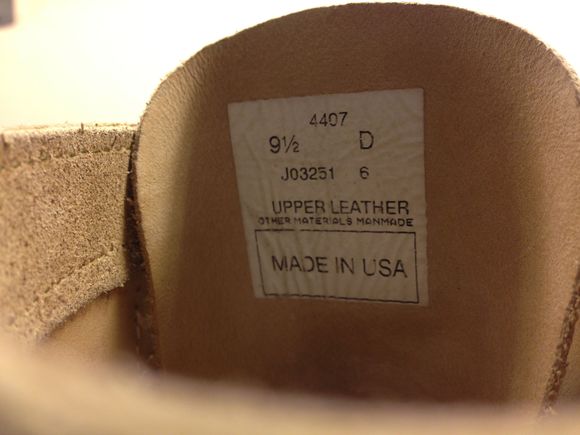 4407
9½ D
J03251 6
UPPER LEATHER
OTHER MATERIALS MANMADE
MADE IN USA